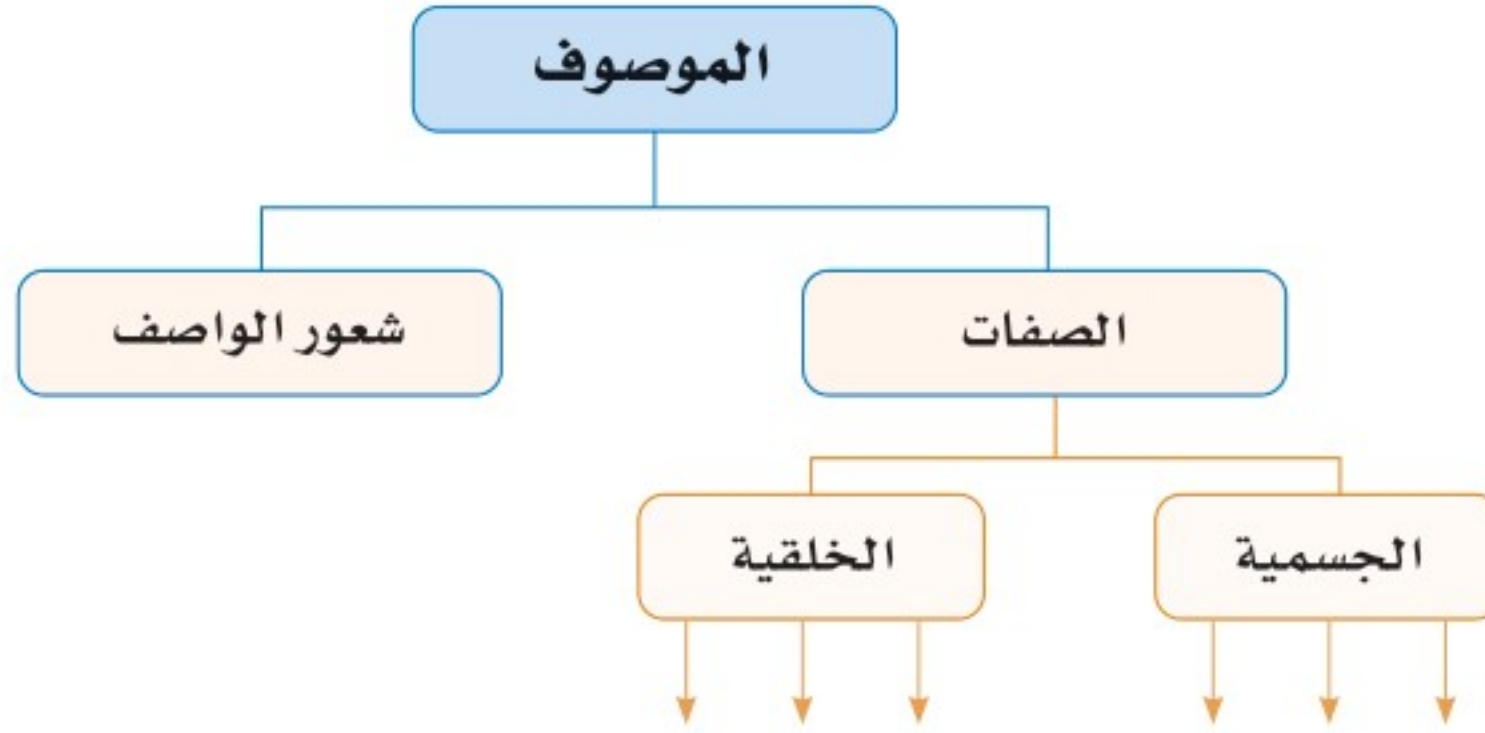 الموصوف
الصفات
شعور الواصف
الجسمية
الخلقية